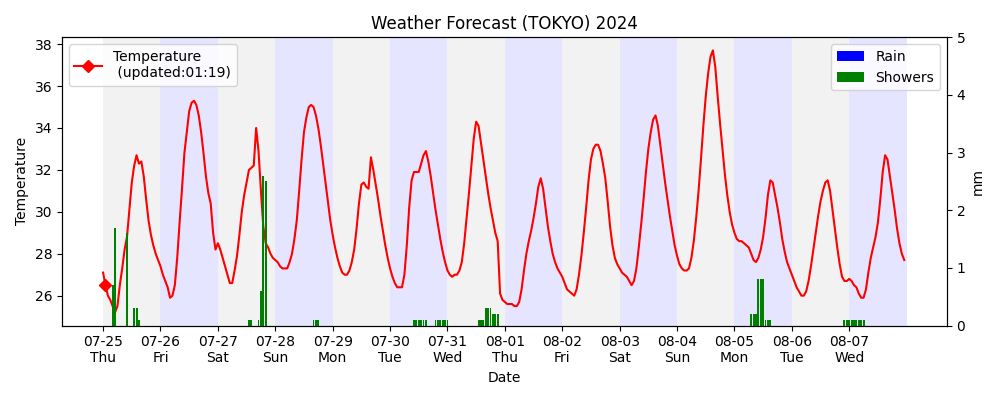 Weather Forecast (TOKYO) 2024
Temperature
(updated:01:19)
Rain
Showers
38
36
34
32
30
28
26
Temperature
5
4
3
2
1
0
mm
07-25 07-26 07-27 07-28 07-29 07-30 07-31 08-01 08-02 08-03 08-04 08-05 08-06 08-07
Thu Fri Sat Sun Mon Tue Wed Thu Fri Sat Sun Mon Tue Wed
Date